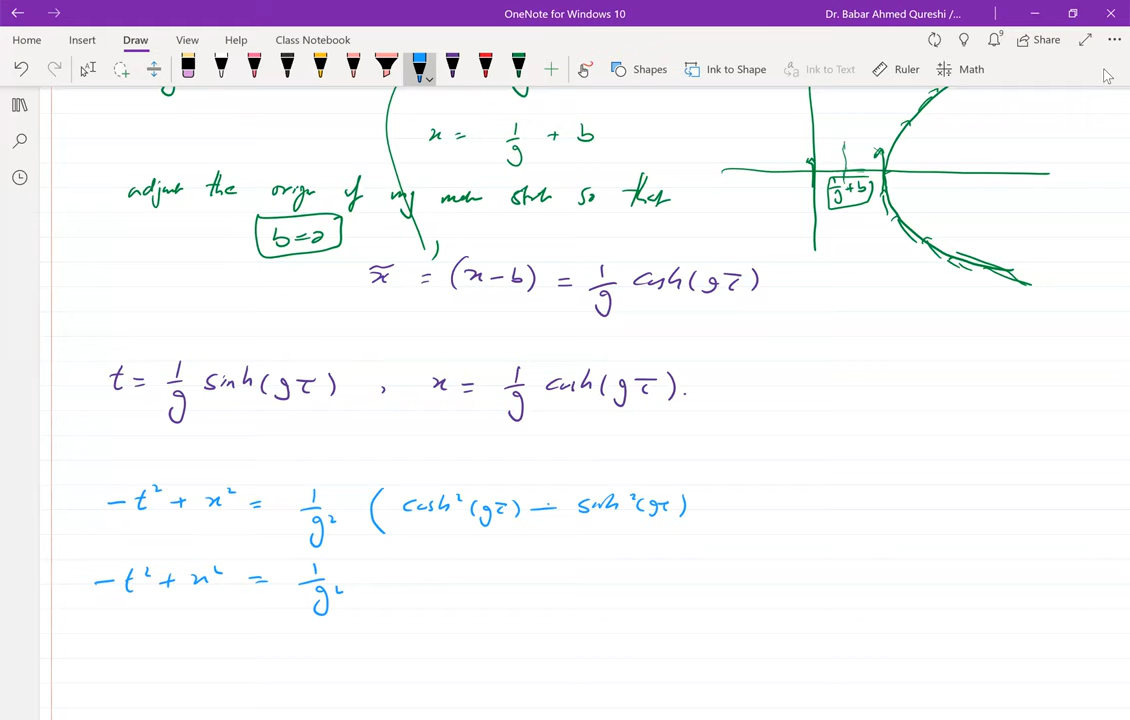 OneNote for Windows 10
Dr. Babar Ahmed Qureshi /...
Home Insert Draw View Help Class Notebook
9
Share
Shapes Ink to Shape Ink to Text Ruler Math
g
x = 1/g + b
adjust the origin of my
so that
b=0
(1/g + b)
x̃ = (x-b) = 1/g cosh(gτ)
t = 1/g sinh(gτ) , x = 1/g cosh(gτ).
-t² + x² = 1/g² ( cosh²(gτ) - sinh²(gτ)
-t² + x² = 1/g²